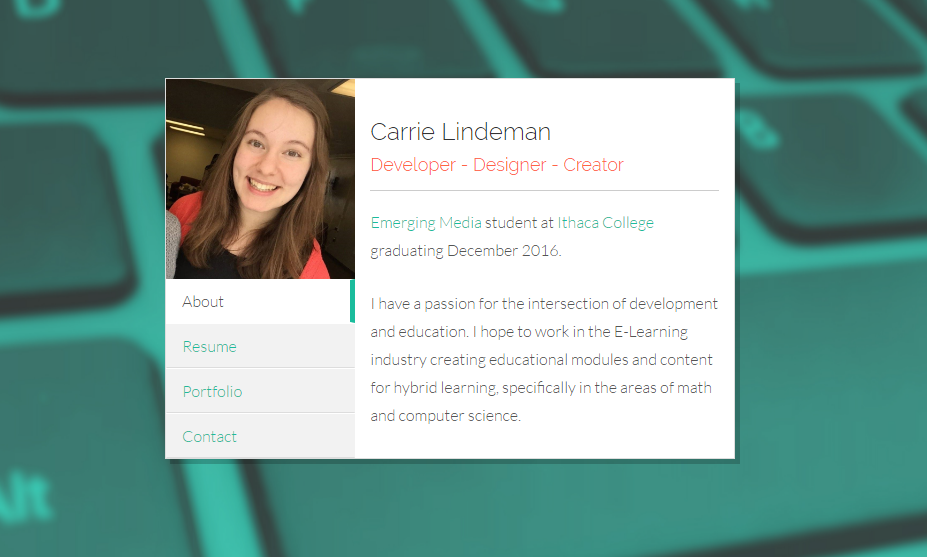 Carrie Lindeman
Developer - Designer - Creator
Emerging Media student at Ithaca College
graduating December 2016.
I have a passion for the intersection of development
and education. I hope to work in the E-Learning
industry creating educational modules and content
for hybrid learning, specifically in the areas of math
and computer science.
About
Resume
Portfolio
Contact
Alt